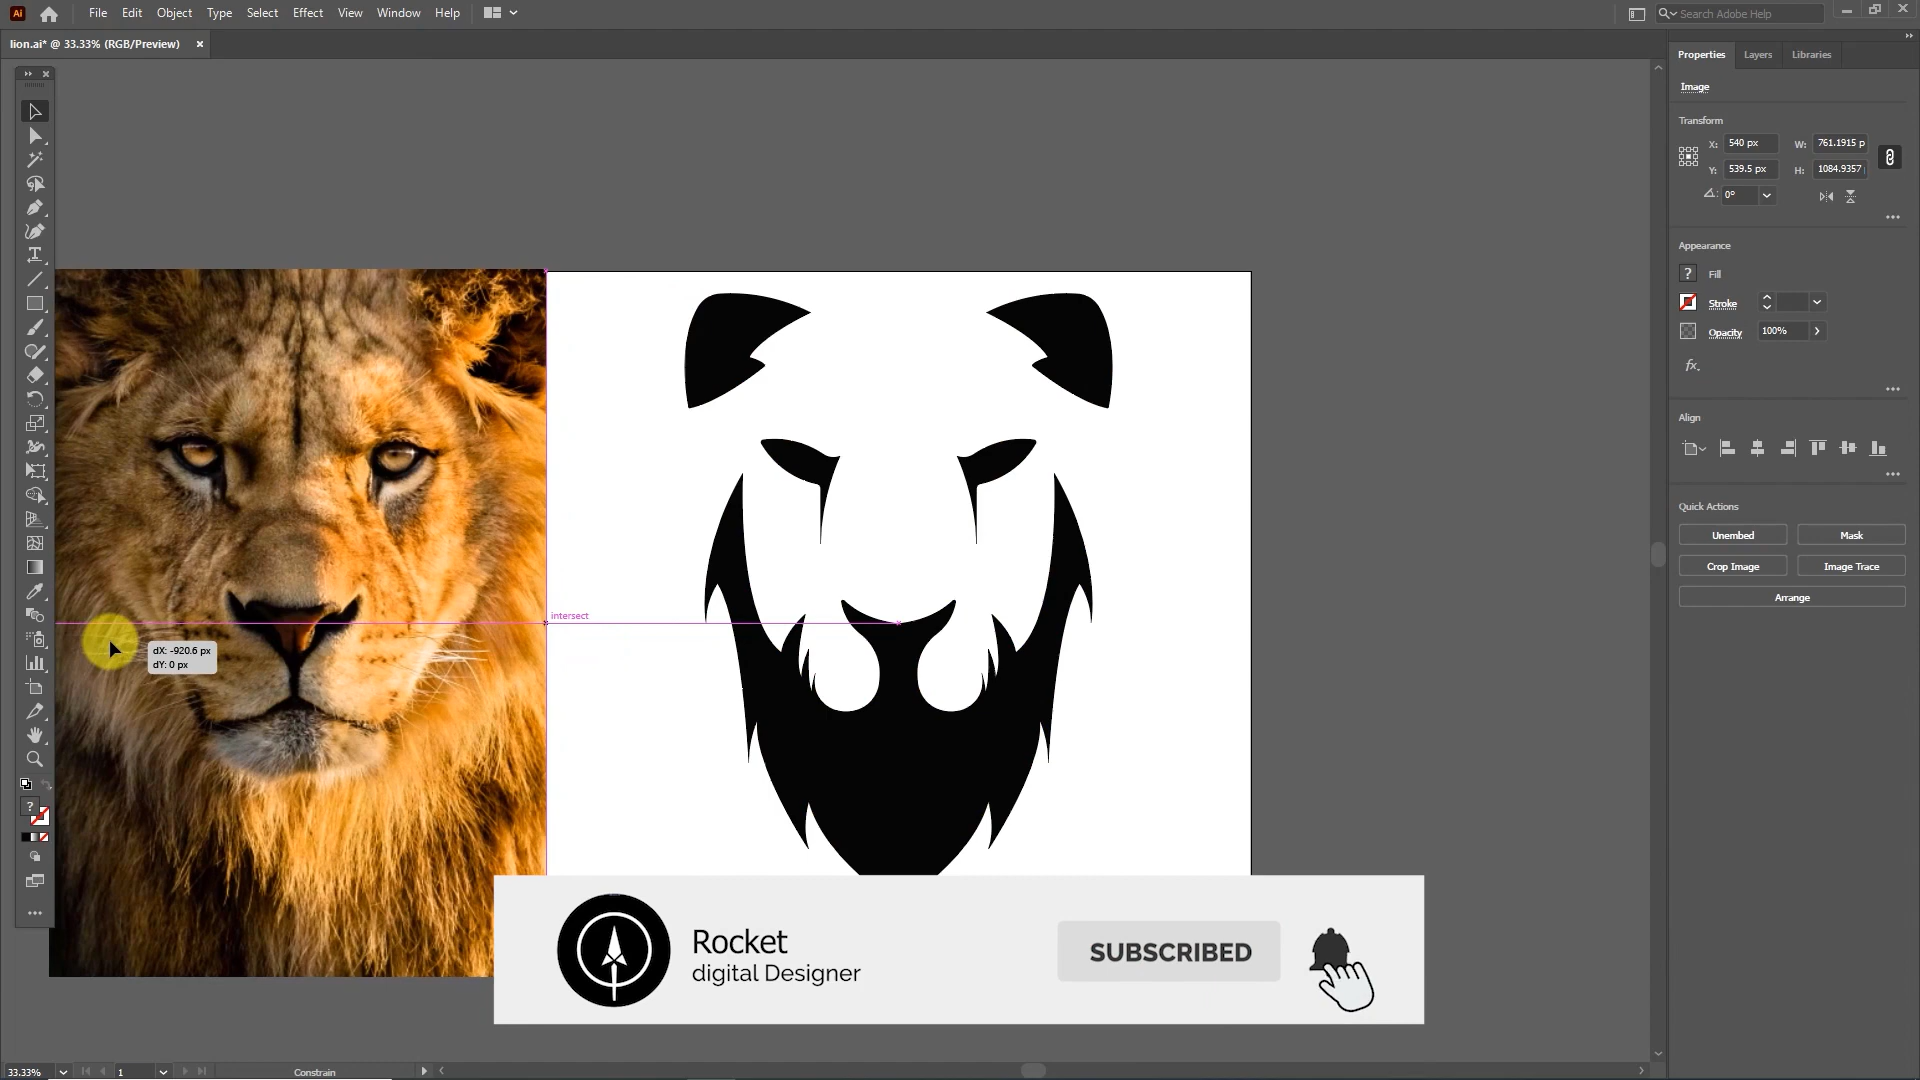 Ai File Edit Object Type Select Effect View Window Help Search Adobe Help
lion.ai* @ 33.33% (RGB/Preview) ×
Properties Layers Libraries
Image
Transform
X: 540 px W: 761.1915 p
Y: 539.5 px H: 1084.9357
0°
Appearance
? Fill
Stroke
Opacity 100%
fx.
Align
Quick Actions
Unembed Mask
Crop Image Image Trace
Arrange
intersect
dX: -920.6 px
dY: 0 px
?
Rocket
digital Designer
SUBSCRIBED
33.33% 1 Constrain